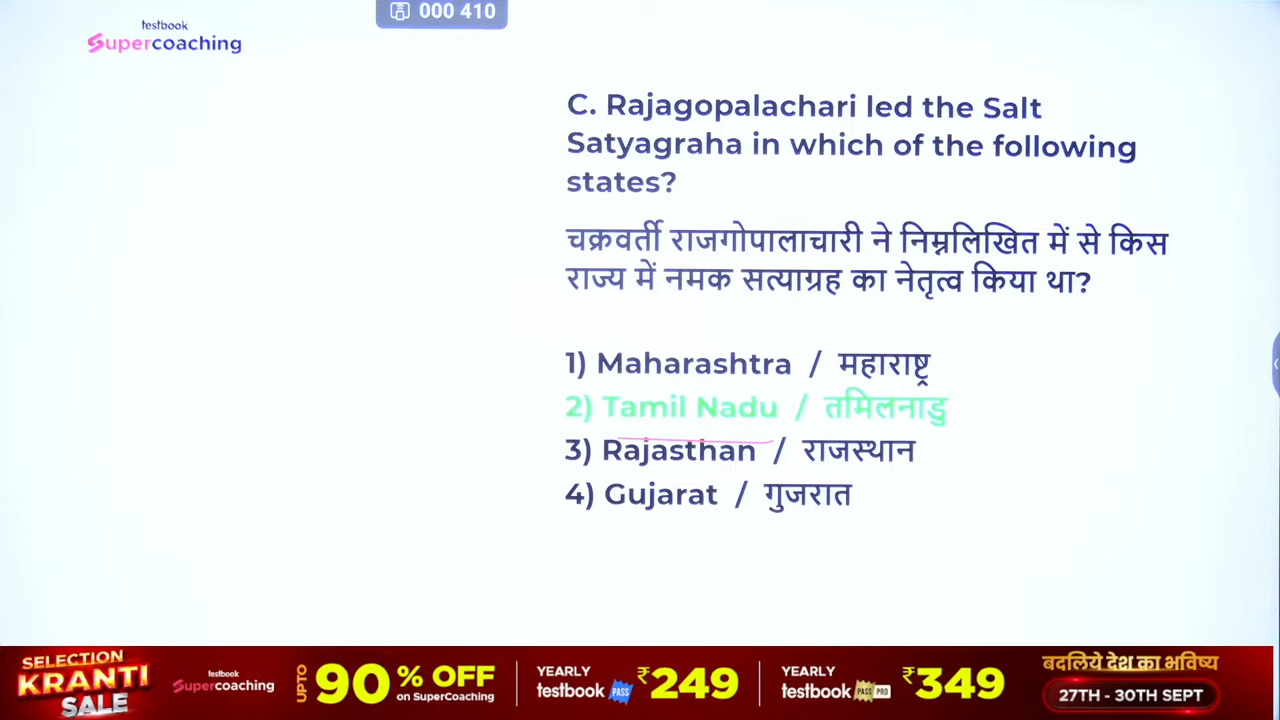 testbook
Supercoaching
000 410
C. Rajagopalachari led the Salt
Satyagraha in which of the following
states?
चक्रवर्ती राजगोपालाचारी ने निम्नलिखित में से किस
राज्य में नमक सत्याग्रह का नेतृत्व किया था?
1) Maharashtra / महाराष्ट्र
2) Tamil Nadu / तमिलनाडु
3) Rajasthan / राजस्थान
4) Gujarat / गुजरात
SELECTION
KRANTI
SALE
testbook
Supercoaching
UPTO
90% OFF
on SuperCoaching
YEARLY
testbook PASS
₹249
YEARLY
testbook PASS PRO
₹349
बदलिये देश का भविष्य
27TH - 30TH SEPT